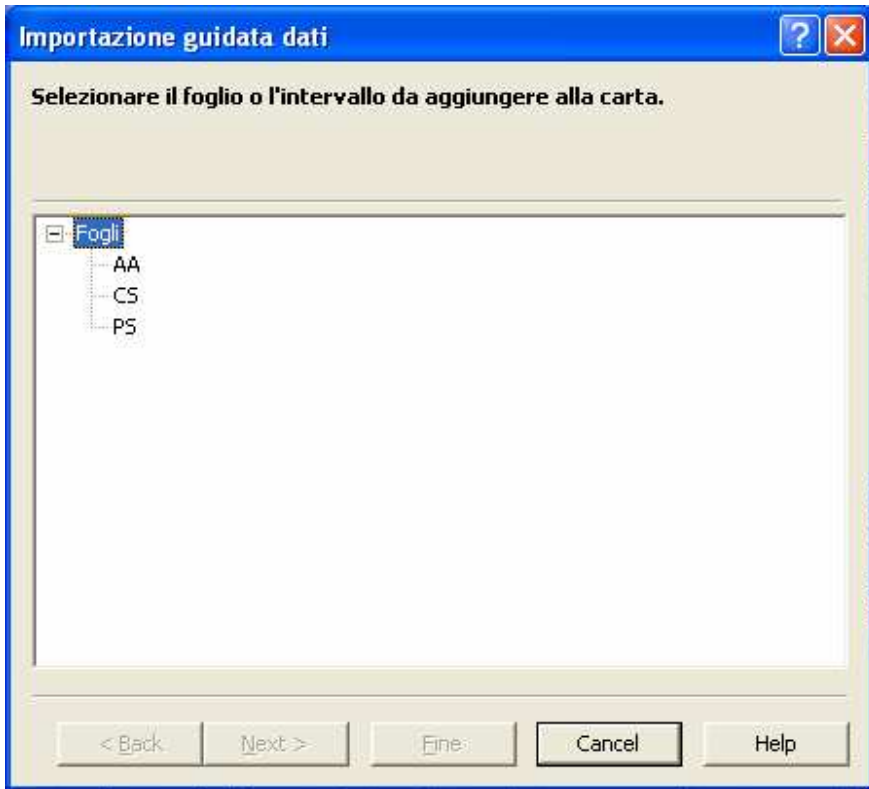 Importazione guidata dati
Selezionare il foglio o l'intervallo da aggiungere alla carta.
Fogli
AA
CS
PS
< Back Next > Fine Cancel Help